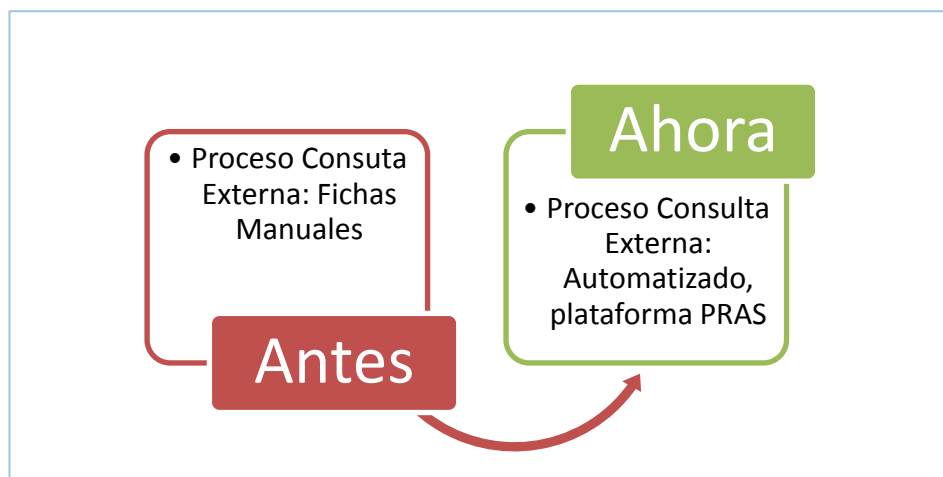 • Proceso Consuta
Externa: Fichas
Manuales
Antes
Ahora
• Proceso Consulta
Externa:
Automatizado,
plataforma PRAS